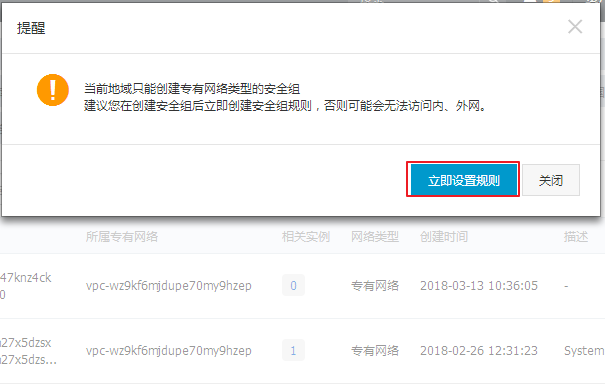 提醒
当前地域只能创建专有网络类型的安全组
建议您在创建安全组后立即创建安全组规则，否则可能会无法访问内、外网。
立即设置规则 关闭
所属专有网络 相关实例 网络类型 创建时间 描述
47knz4ck
0
vpc-wz9kf6mjdupe70my9hzep 0 专有网络 2018-03-13 10:36:05 -
a27x5dzsx
a27x5dzs...
vpc-wz9kf6mjdupe70my9hzep 1 专有网络 2018-02-26 12:31:23 System